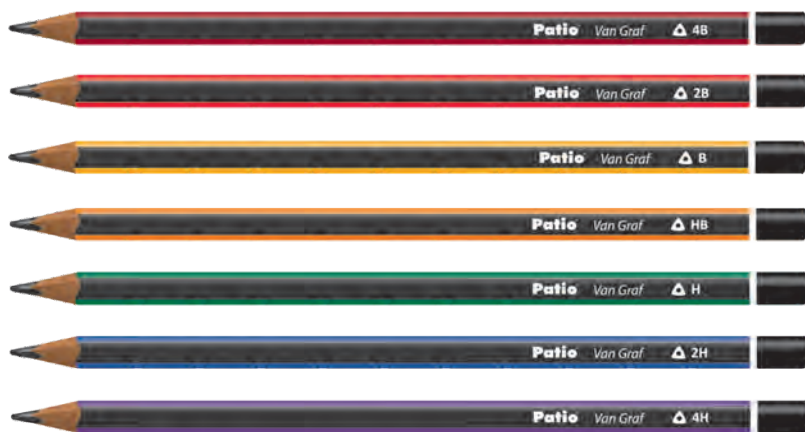 Patio Van Graf 4B
Patio Van Graf 2B
Patio Van Graf B
Patio Van Graf HB
Patio Van Graf H
Patio Van Graf 2H
Patio Van Graf 4H